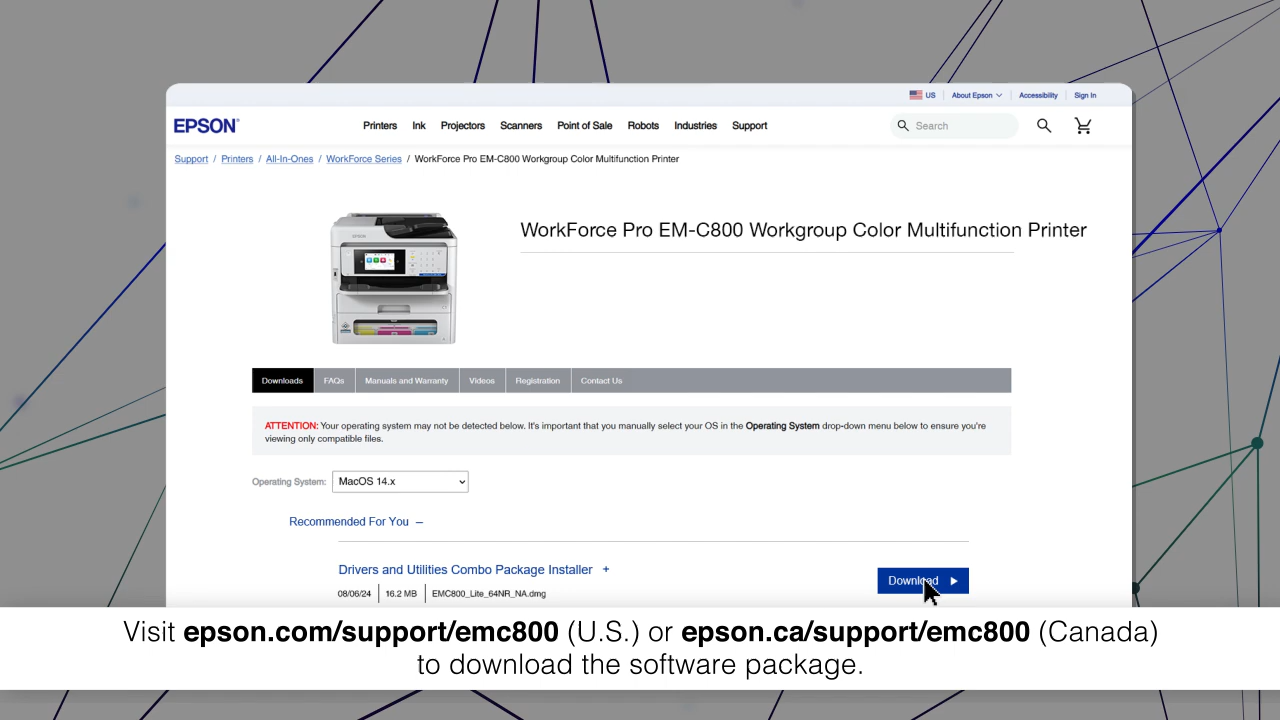 US About Epson Accessibility Sign In
EPSON Printers Ink Projectors Scanners Point of Sale Robots Industries Support Search
Support / Printers / All-In-Ones / WorkForce Series / WorkForce Pro EM-C800 Workgroup Color Multifunction Printer
WorkForce Pro EM-C800 Workgroup Color Multifunction Printer
Downloads FAQs Manuals and Warranty Videos Registration Contact Us
ATTENTION: Your operating system may not be detected below. It's important that you manually select your OS in the Operating System drop-down menu below to ensure you're
viewing only compatible files.
Operating System: MacOS 14.x
Recommended For You –
Drivers and Utilities Combo Package Installer +
Download
08/06/24 16.2 MB EMC800_Lite_64NR_NA.dmg
Visit epson.com/support/emc800 (U.S.) or epson.ca/support/emc800 (Canada)
to download the software package.